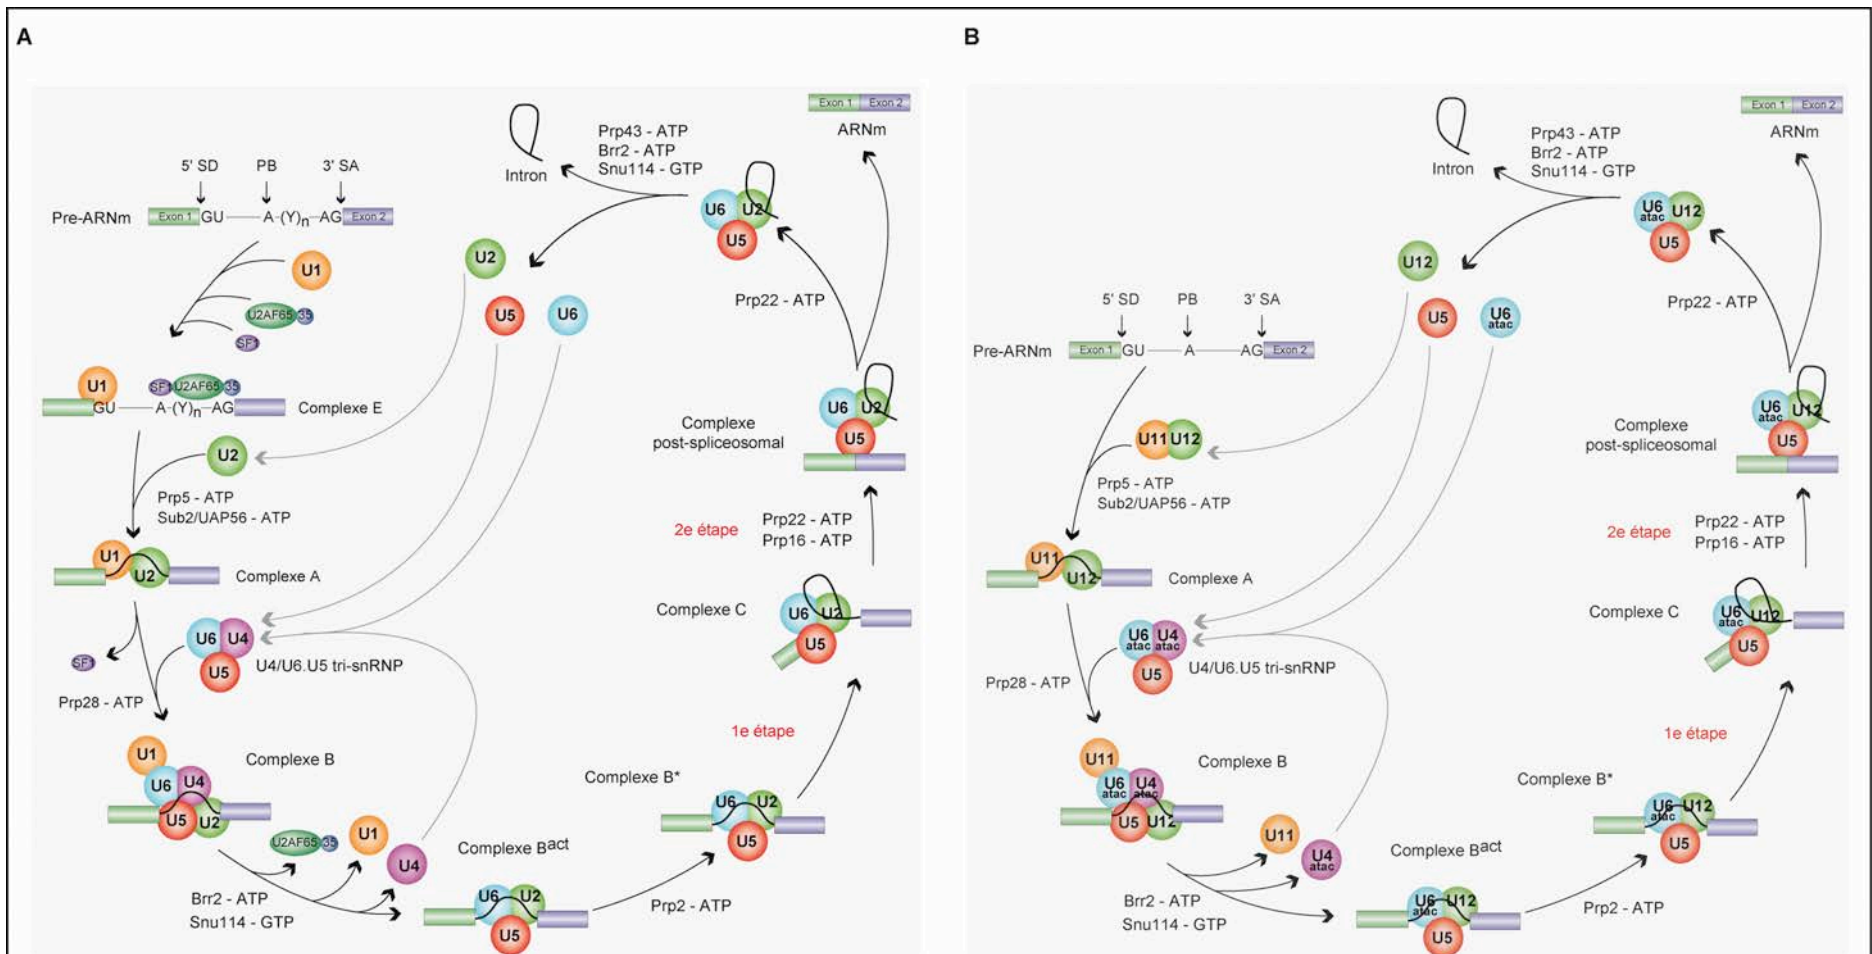 A
Exon 1 Exon 2
ARNm
Prp43 - ATP
Brr2 - ATP
Snu114 - GTP
Intron
5' SD PB 3' SA
Pre-ARNm Exon 1 GU A (Y)n AG Exon 2
U6 U2
U5
U1
U2
U2AF65 35
SF1
U5 U6
Prp22 - ATP
U1 SF1 U2AF65 35
GU A (Y)n AG Complexe E
U6 U2
U5
Complexe
post-spliceosomal
U2
Prp5 - ATP
Sub2/UAP56 - ATP
2e étape
Prp22 - ATP
Prp16 - ATP
U1
U2
Complexe A
Complexe C
U6 U2
U5
U6 U4
U5
SF1
U4/U6.U5 tri-snRNP
Prp28 - ATP
1e étape
U1
U6 U4
U5 U2
Complexe B
Complexe B*
U6 U2
U5
U2AF65 35
U1
U4
Complexe Bact
Brr2 - ATP
Snu114 - GTP
U6 U2
U5
Prp2 - ATP
B
Exon 1 Exon 2
ARNm
Prp43 - ATP
Brr2 - ATP
Snu114 - GTP
Intron
U6
atac
U12
U5
U12
U5
U6
atac
Prp22 - ATP
5' SD PB 3' SA
Pre-ARNm Exon 1 GU A AG Exon 2
U6
atac
U12
U5
Complexe
post-spliceosomal
U11 U12
Prp5 - ATP
Sub2/UAP56 - ATP
2e étape
Prp22 - ATP
Prp16 - ATP
U11
U12
Complexe A
Complexe C
U6
atac
U12
U5
U6
atac
U4
atac
U5
U4/U6.U5 tri-snRNP
Prp28 - ATP
1e étape
U11
U6
atac
U4
atac
U5 U12
Complexe B
Complexe B*
U6
atac
U12
U5
U11
U4
atac
Complexe Bact
Brr2 - ATP
Snu114 - GTP
U6
atac
U12
U5
Prp2 - ATP